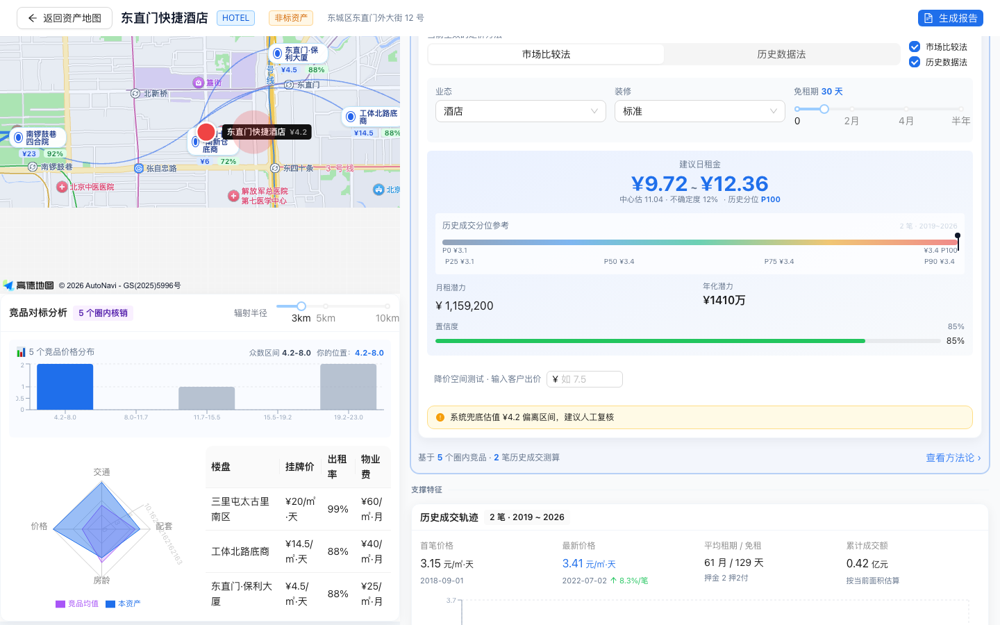 返回资产地图
东直门快捷酒店
HOTEL
非标资产
东城区东直门外大街 12 号
生成报告
东直门·保利大厦
¥4.5 88%
号线
东直门
簋街
北新桥
工体北路底商
¥14.5 88%
东直门快捷酒店 ¥4.2
南新仓底商
¥6 72%
南锣鼓巷四合院
¥23 92%
南锣鼓巷
张自忠路
东四十条
3号线
北京中医医院
解放军总医院
第七医学中心
北京
高德地图 © 2026 AutoNavi - GS(2025)5996号
竞品对标分析
5 个圈内核销
辐射半径
3km 5km 10km
5 个竞品价格分布
众数区间 4.2-8.0 你的位置: 4.2-8.0
2
1
0.5
0
4.2-8.0 8.0-11.7 11.7-15.5 15.5-19.2 19.2-23.0
交通
价格
配套
房龄
竞品均值 本资产
楼盘 挂牌价 出租率 物业费
三里屯太古里南区 ¥20/㎡·天 99% ¥60/㎡·月
工体北路底商 ¥14.5/㎡·天 88% ¥40/㎡·月
东直门·保利大厦 ¥4.5/㎡·天 88% ¥25/㎡·月
市场比较法
历史数据法
市场比较法
历史数据法
业态
酒店
装修
标准
免租期 30 天
0 2月 4月 半年
建议日租金
¥9.72 ~ ¥12.36
中心估 11.04 · 不确定度 12% · 历史分位 P100
历史成交分位参考
2 笔 · 2019~2026
P0 ¥3.1
¥3.4 P100
P25 ¥3.1 P50 ¥3.4 P75 ¥3.4 P90 ¥3.4
月租潜力
¥ 1,159,200
年化潜力
¥1410万
置信度
85%
85%
降价空间测试 · 输入客户出价
¥ 如 7.5
系统兜底估值 ¥4.2 偏离区间，建议人工复核
基于 5 个圈内竞品 · 2 笔历史成交测算
查看方法论 ›
支撑特征
历史成交轨迹
2 笔 · 2019 ~ 2026
首笔价格
3.15 元/㎡·天
2018-09-01
最新价格
3.41 元/㎡·天
2022-07-02 ↑ 8.3%/笔
平均租期 / 免租
61 月 / 129 天
押金 2 押2付
累计成交额
0.42 亿元
按当前面积估算
3.7